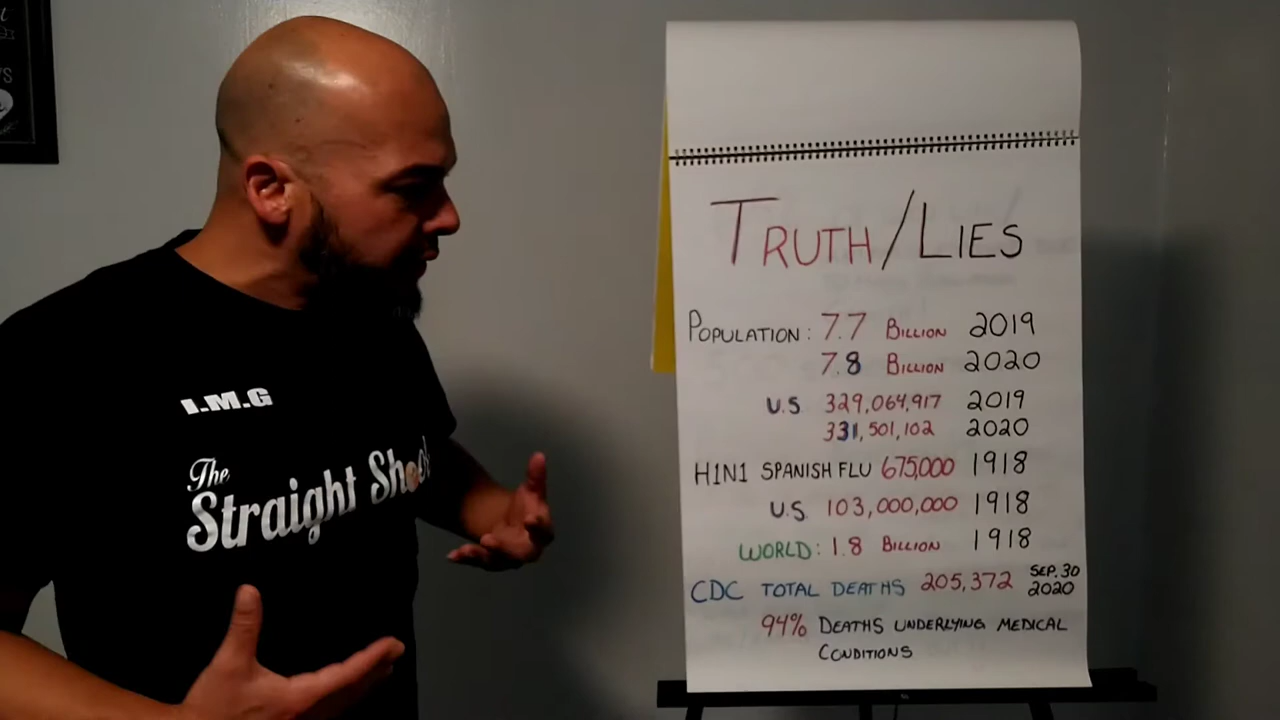 I.M.G
The
Straight
TRUTH/LIES
POPULATION: 7.7 BILLION 2019
7.8 BILLION 2020
U.S. 329,064,917 2019
331,501,102 2020
H1N1 SPANISH FLU 675,000 1918
U.S. 103,000,000 1918
WORLD: 1.8 BILLION 1918
CDC TOTAL DEATHS 205,372 SEP. 30 2020
94% DEATHS UNDERLYING MEDICAL
CONDITIONS